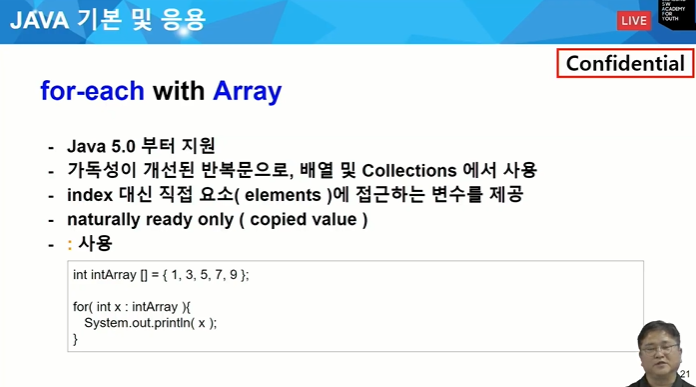 JAVA 기본 및 응용
LIVE
SW
ACADEMY
FOR
YOUTH
Confidential
for-each with Array
- Java 5.0 부터 지원
- 가독성이 개선된 반복문으로, 배열 및 Collections 에서 사용
- index 대신 직접 요소( elements )에 접근하는 변수를 제공
- naturally ready only ( copied value )
- : 사용
int intArray [] = { 1, 3, 5, 7, 9 };
for( int x : intArray ){
System.out.println( x );
}
21